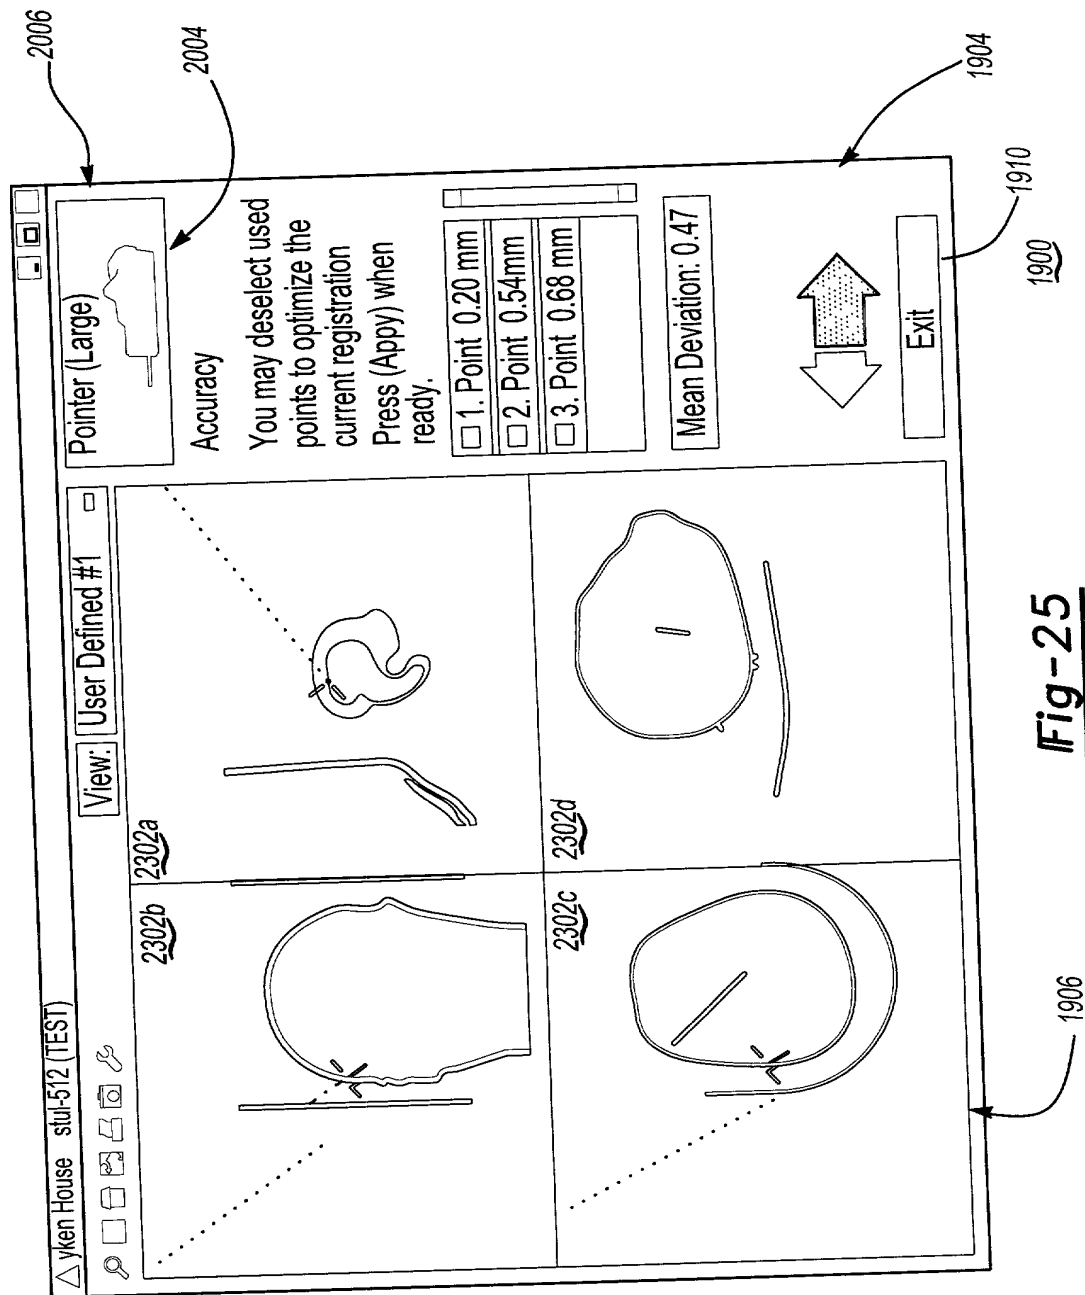 yken House stul-512 (TEST)
View: User Defined #1
Pointer (Large)
2006
2004
Accuracy
You may deselect used
points to optimize the
current registration
Press (Appy) when
ready.
1. Point 0.20 mm
2. Point 0.54mm
3. Point 0.68 mm
Mean Deviation: 0.47
Exit
1904
1910
1900
2302b
2302a
2302c
2302d
1906
Fig-25